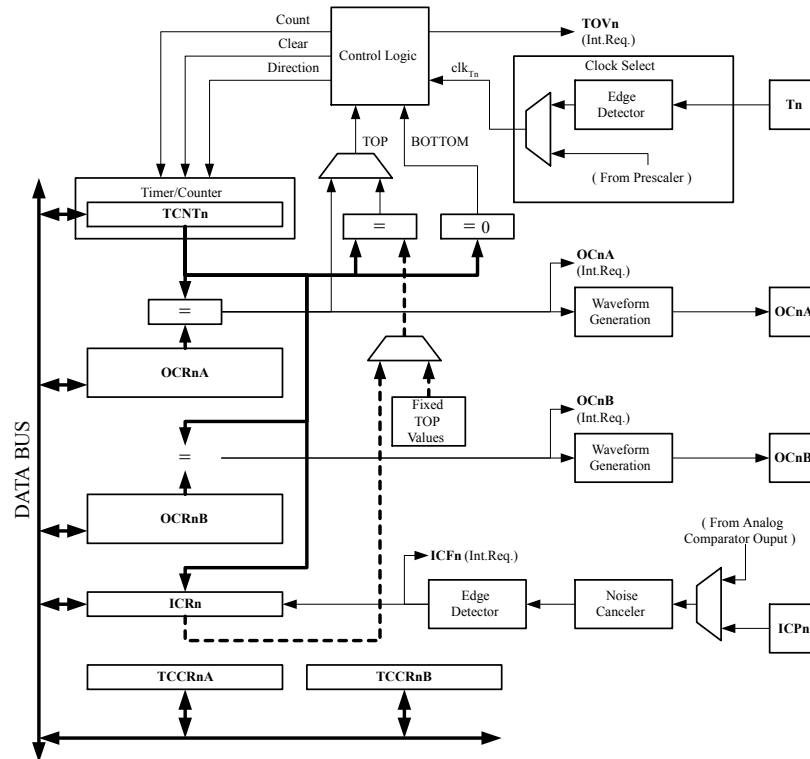 Count
Clear
Direction
Control Logic
clk Tn
TOVn
(Int.Req.)
Clock Select
Edge
Detector
Tn
( From Prescaler )
TOP
BOTTOM
Timer/Counter
TCNTn
=
= 0
=
OCnA
(Int.Req.)
Waveform
Generation
OCnA
OCRnA
Fixed
TOP
Values
OCnB
(Int.Req.)
=
Waveform
Generation
OCnB
DATA BUS
OCRnB
( From Analog
Comparator Ouput )
ICFn (Int.Req.)
ICRn
Edge
Detector
Noise
Canceler
ICPn
TCCRnA
TCCRnB